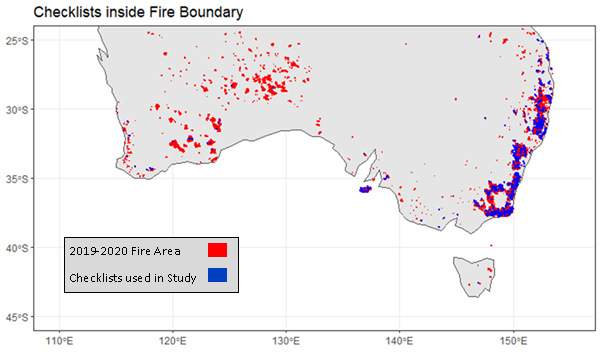 Checklists inside Fire Boundary
25°S
30°S
35°S
40°S
45°S
2019-2020 Fire Area
Checklists used in Study
110°E
120°E
130°E
140°E
150°E